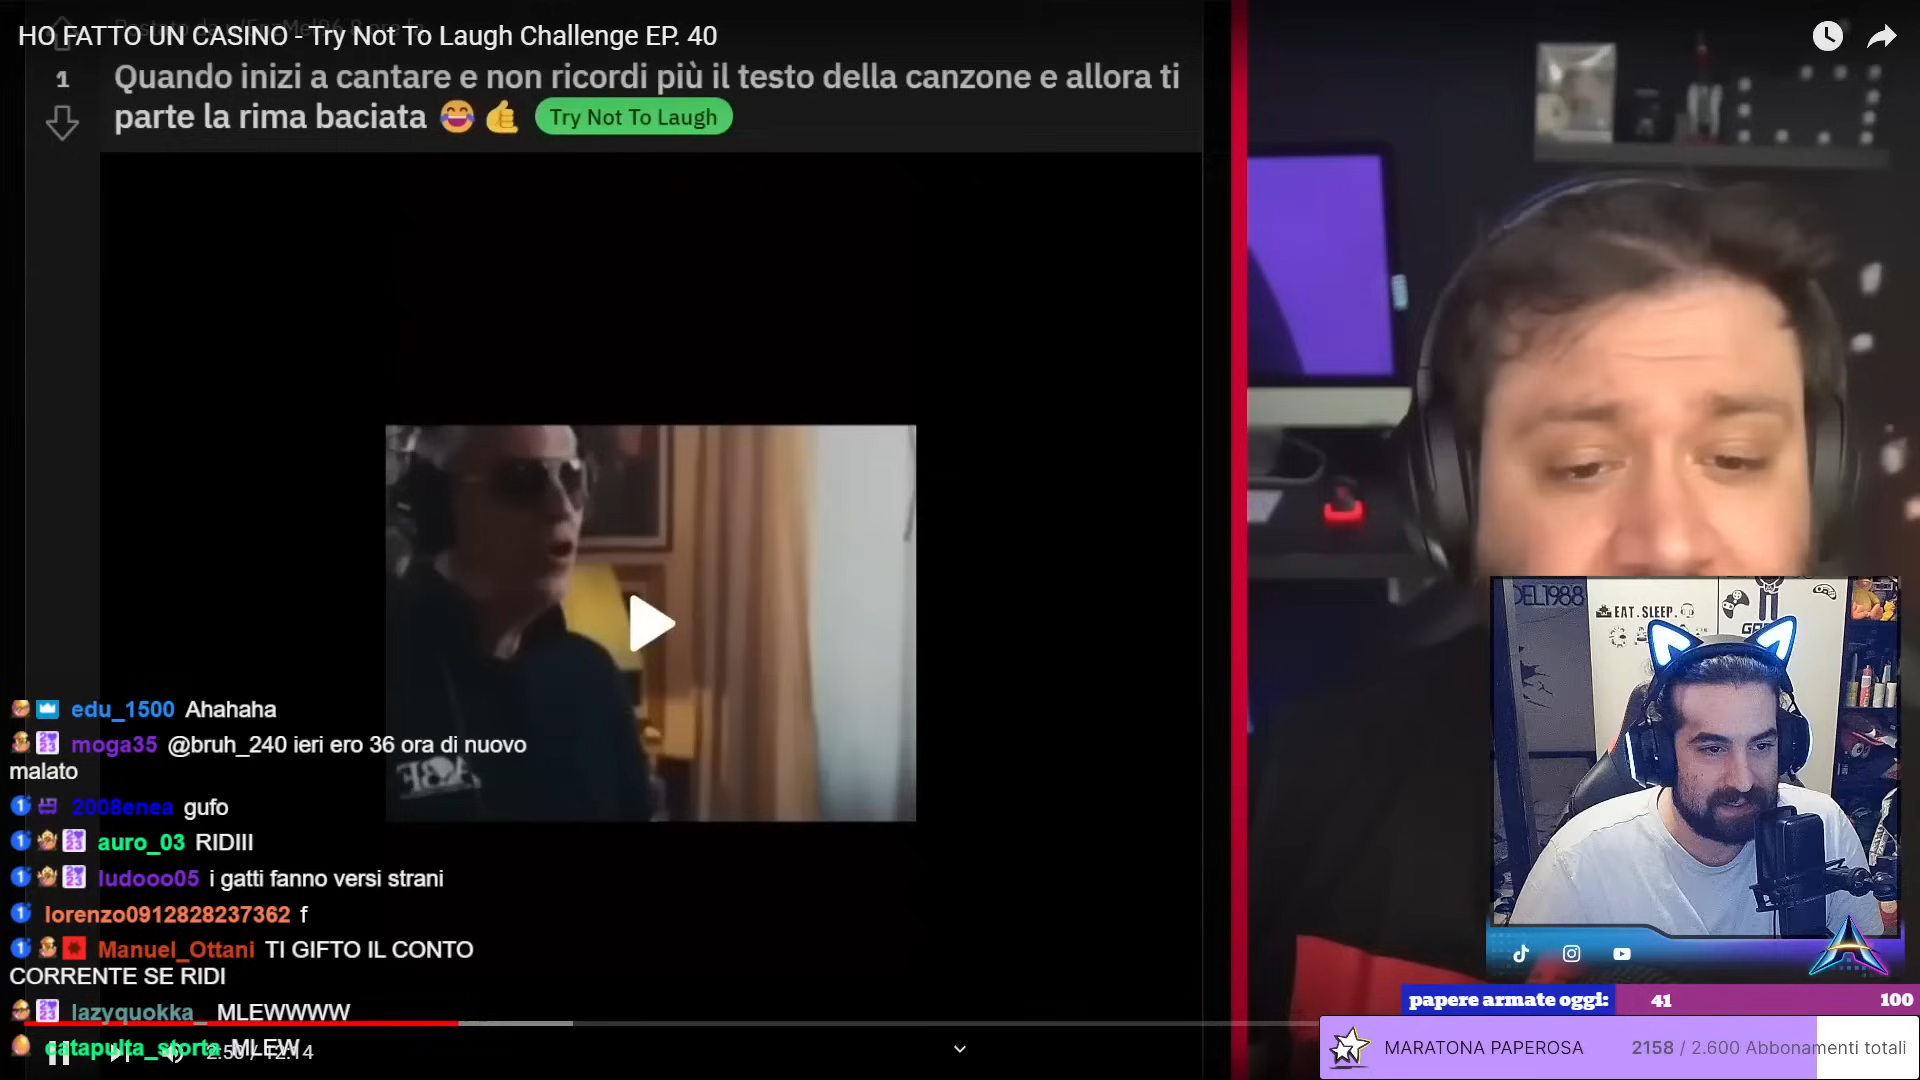 HO FATTO UN CASINO - Try Not To Laugh Challenge EP. 40
1
Quando inizi a cantare e non ricordi più il testo della canzone e allora ti
parte la rima baciata 😂 🤙 Try Not To Laugh
edu_1500 Ahahaha
moga35 @bruh_240 ieri ero 36 ora di nuovo
malato
2008enea gufo
auro_03 RIDIII
ludooo05 i gatti fanno versi strani
lorenzo0912828237362 f
Manuel_Ottani TI GIFTO IL CONTO
CORRENTE SE RIDI
lazyquokka_ MLEWWWW
catapulta_storta MLEW
12:14
DEL1988
EAT.SLEEP.
papere armate oggi: 41 100
MARATONA PAPEROSA 2158 / 2.600 Abbonamenti totali